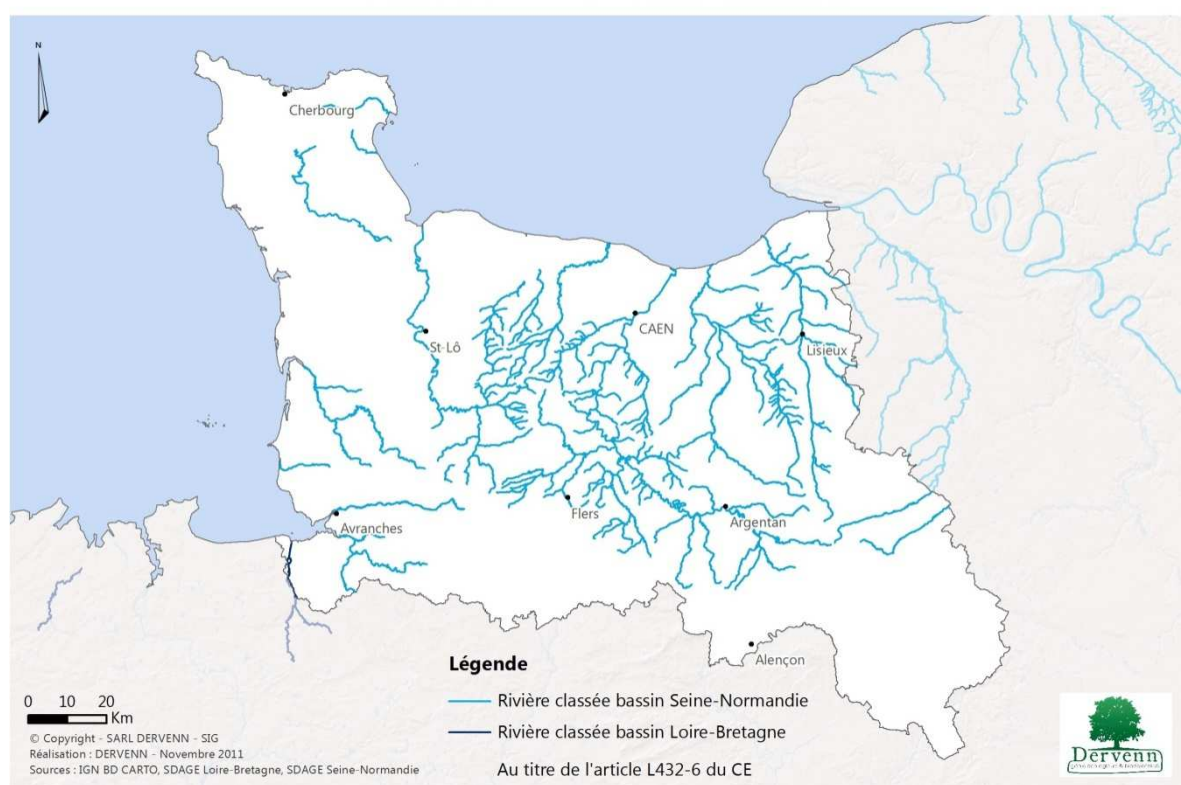 N
Cherbourg
St-Lô
CAEN
Lisieux
Avranches
Flers
Argentan
Alençon
Légende
Rivière classée bassin Seine-Normandie
Rivière classée bassin Loire-Bretagne
Au titre de l'article L432-6 du CE
0 10 20
Km
© Copyright - SARL DERVENN - SIG
Réalisation : DERVENN - Novembre 2011
Sources : IGN BD CARTO, SDAGE Loire-Bretagne, SDAGE Seine-Normandie
Dervenn